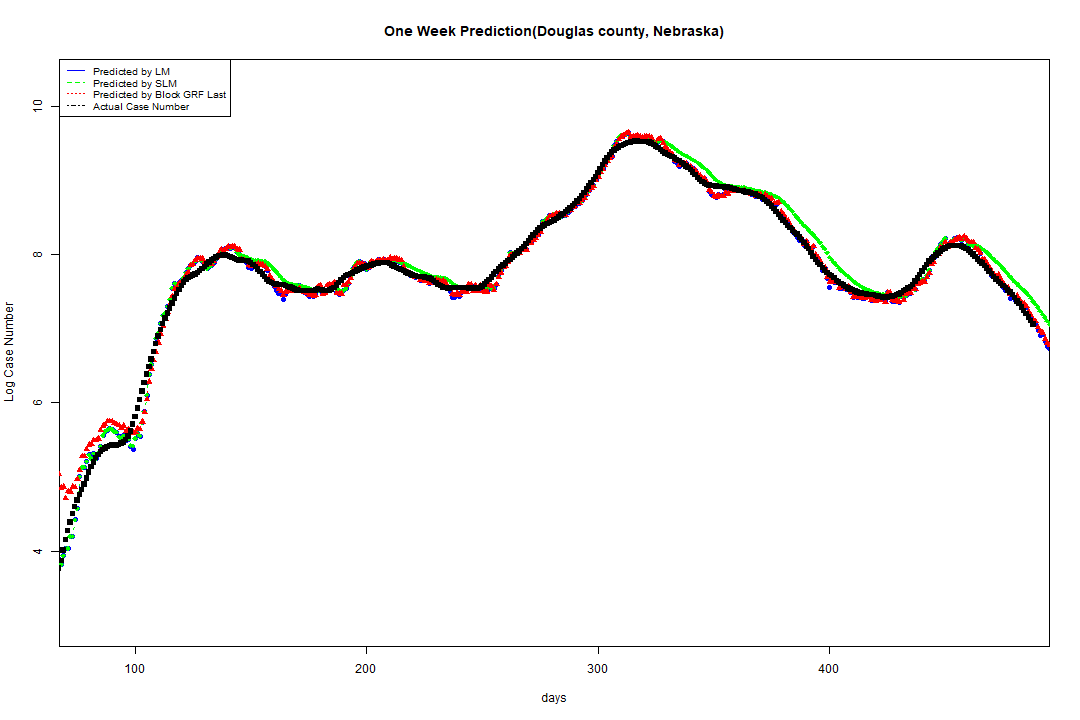 One Week Prediction(Douglas county, Nebraska)
Predicted by LM
Predicted by SLM
Predicted by Block GRF Last
Actual Case Number
10
8
6
4
Log Case Number
100 200 300 400
days